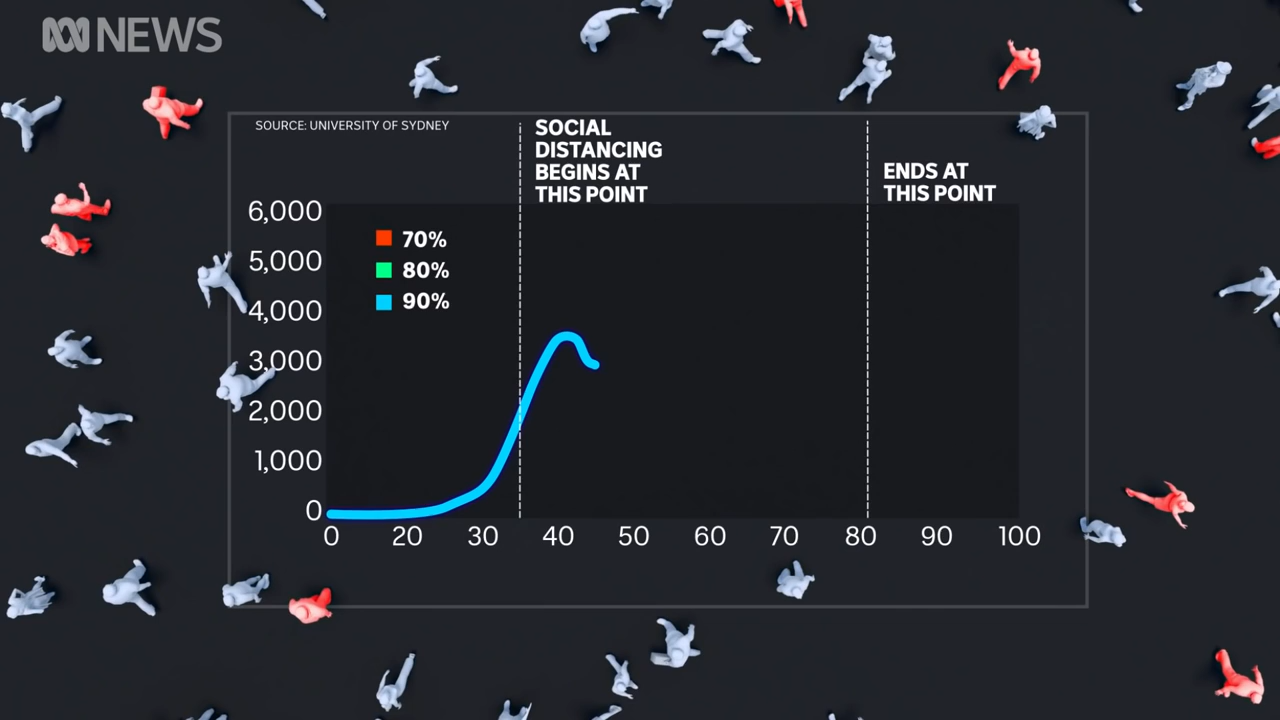 NEWS
SOURCE: UNIVERSITY OF SYDNEY
SOCIAL
DISTANCING
BEGINS AT
THIS POINT
ENDS AT
THIS POINT
6,000
5,000
4,000
3,000
2,000
1,000
0
70%
80%
90%
0 20 30 40 50 60 70 80 90 100